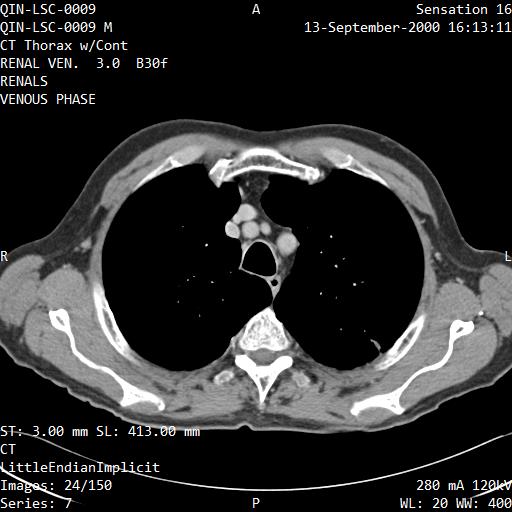 QIN-LSC-0009
A
Sensation 16
QIN-LSC-0009 M
13-September-2000 16:13:11
CT Thorax w/Cont
RENAL VEN. 3.0 B30f
RENALS
VENOUS PHASE
R
L
ST: 3.00 mm SL: 413.00 mm
CT
LittleEndianImplicit
Images: 24/150
280 mA 120kV
Series: 7
P
WL: 20 WW: 400